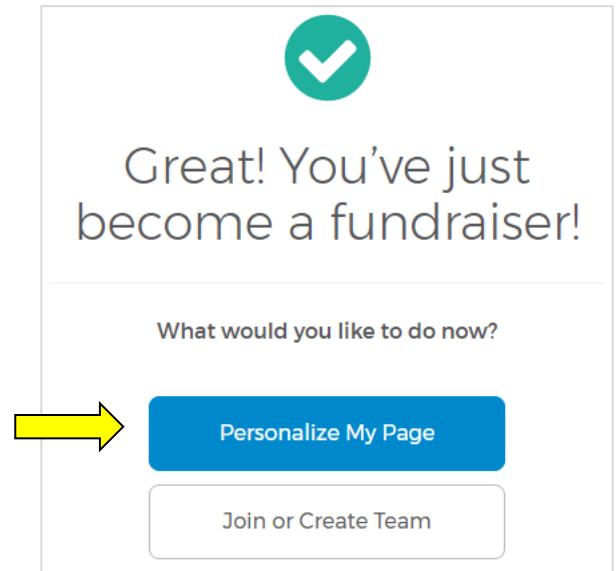 Great! You’ve just
become a fundraiser!
What would you like to do now?
Personalize My Page
Join or Create Team